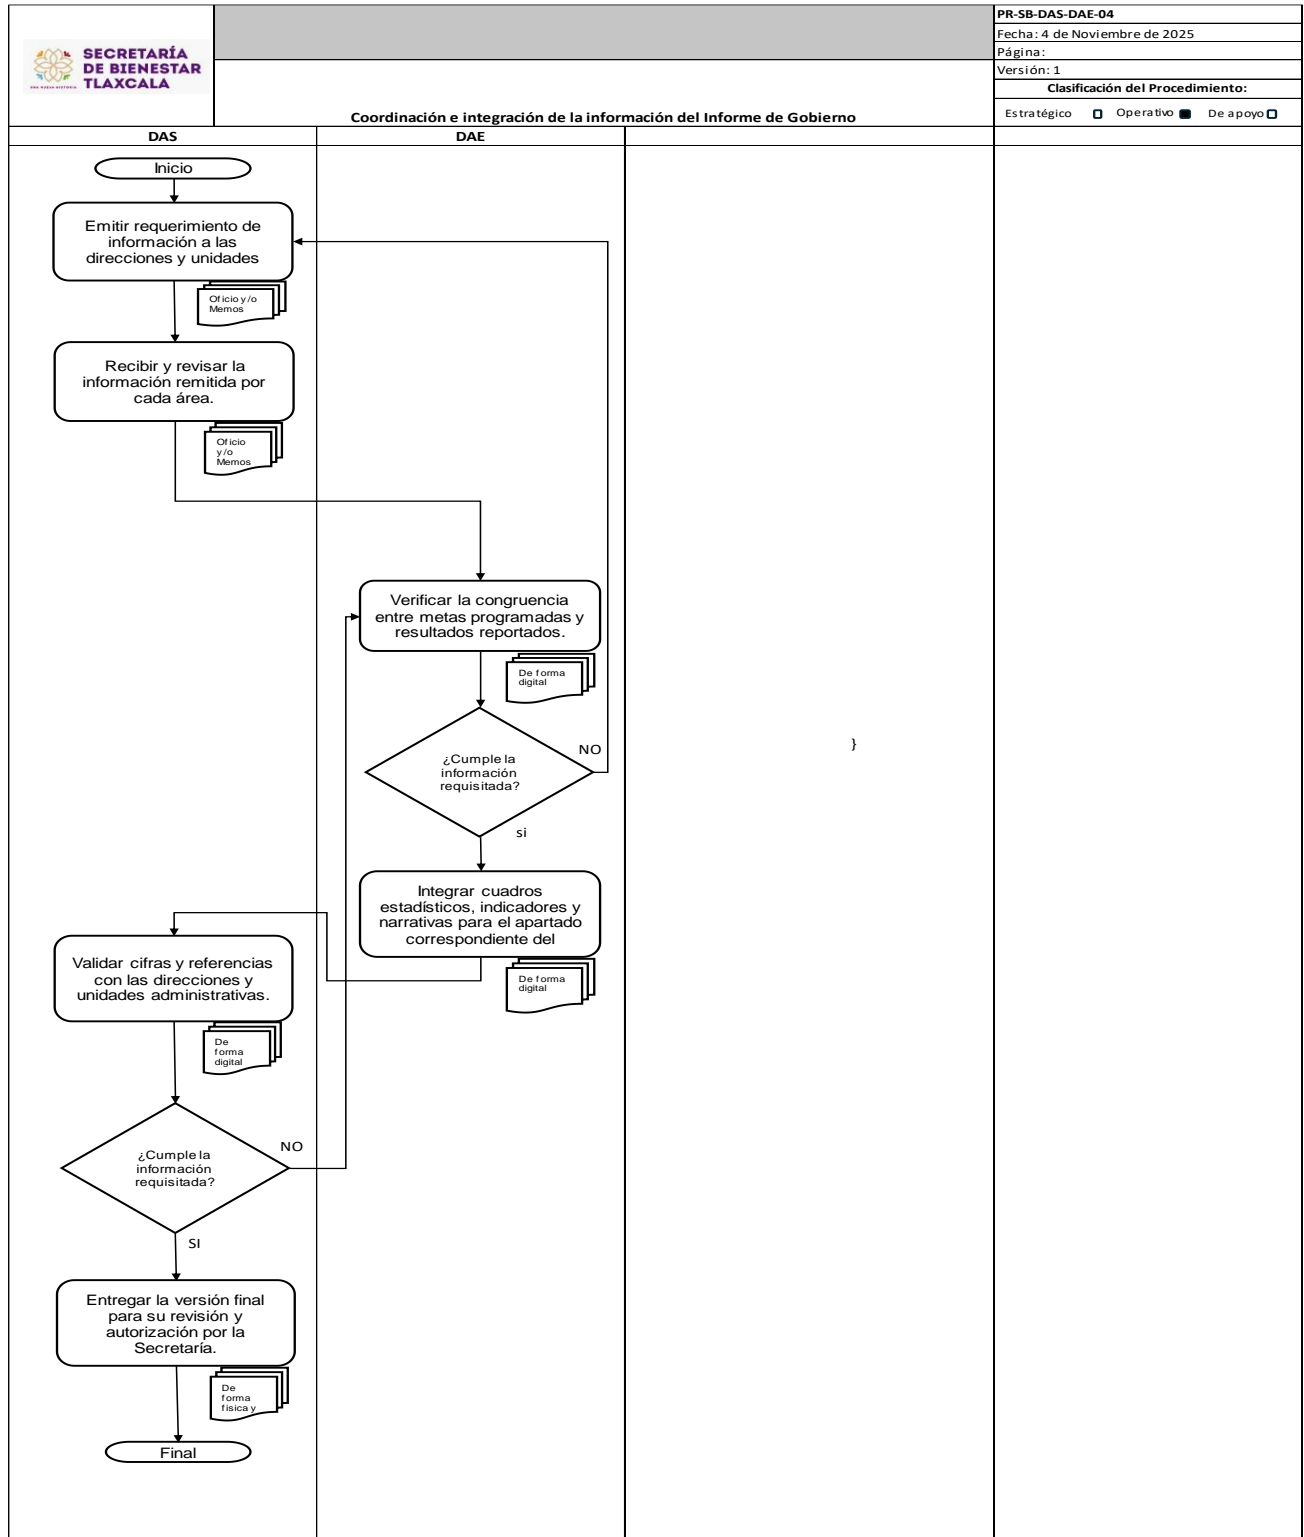 SECRETARÍA
DE BIENESTAR
TLAXCALA
UNA NUEVA HISTORIA
PR-SB-DAS-DAE-04
Fecha: 4 de Noviembre de 2025
Página:
Versión: 1
Clasificación del Procedimiento:
Estratégico Operativo De apoyo
Coordinación e integración de la información del Informe de Gobierno
DAS
DAE
Inicio
Emitir requerimiento de
información a las
direcciones y unidades
Oficio y/o
Memos
Recibir y revisar la
información remitida por
cada área.
Oficio
y/o
Memos
Verificar la congruencia
entre metas programadas y
resultados reportados.
De forma
digital
¿Cumple la
información
requisitada?
NO
si
}
Integrar cuadros
estadísticos, indicadores y
narrativas para el apartado
correspondiente del
De forma
digital
Validar cifras y referencias
con las direcciones y
unidades administrativas.
De
forma
digital
¿Cumple la
información
requisitada?
NO
SI
Entregar la versión final
para su revisión y
autorización por la
Secretaría.
De
forma
fisica y
Final